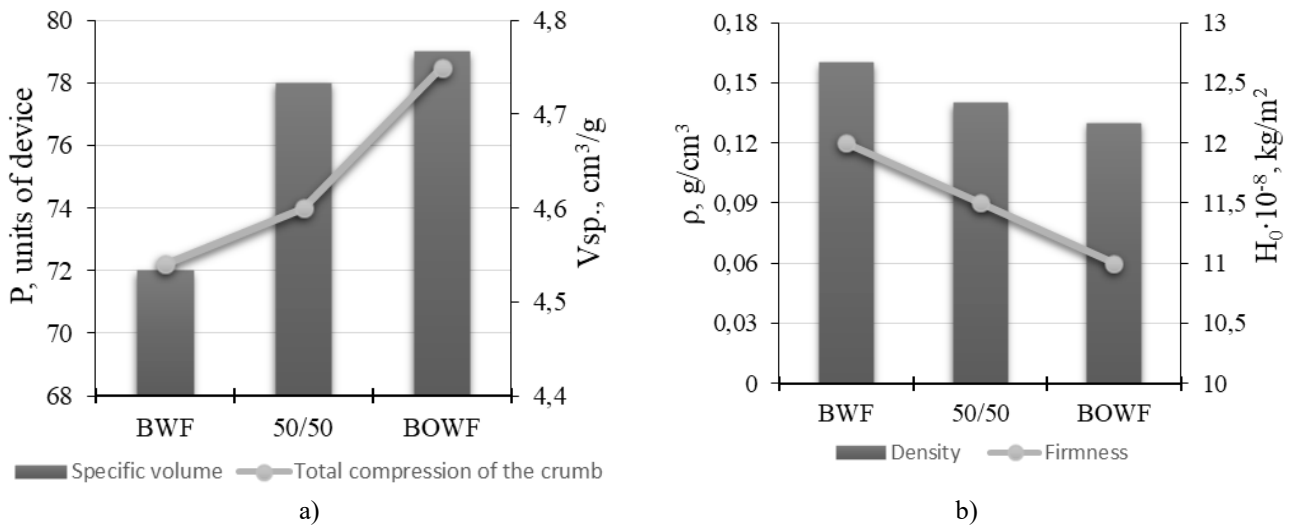 P, units of device
80
78
76
74
72
70
68
4,8
4,7
4,6
4,5
4,4
Vsp., cm³/g
BWF 50/50 BOWF
Specific volume Total compression of the crumb
a)
ρ, g/cm³
0,18
0,15
0,12
0,09
0,06
0,03
0
13
12,5
12
11,5
11
10,5
10
H₀·10⁻⁸, kg/m²
BWF 50/50 BOWF
Density Firmness
b)